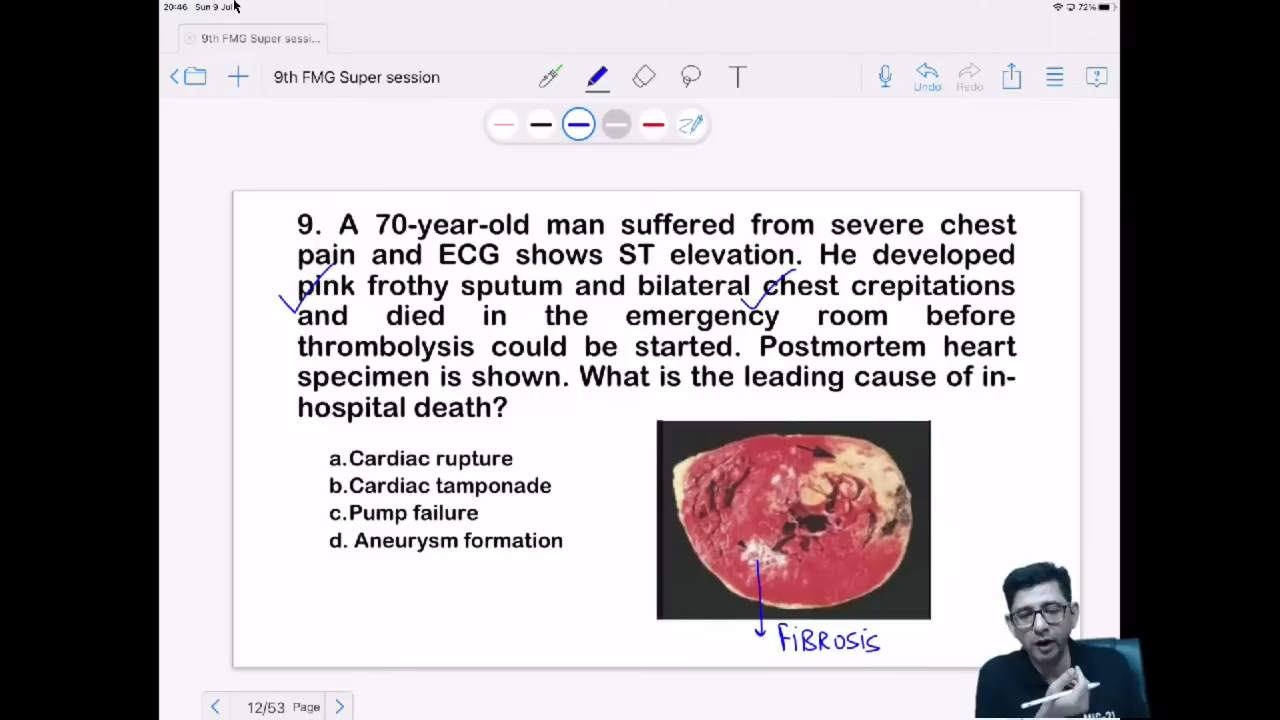 20:46 Sun 9 Jul
72%
9th FMG Super sessi...
9th FMG Super session
T
Undo
Redo
9. A 70-year-old man suffered from severe chest
pain and ECG shows ST elevation. He developed
pink frothy sputum and bilateral chest crepitations
and died in the emergency room before
thrombolysis could be started. Postmortem heart
specimen is shown. What is the leading cause of in-
hospital death?
a.Cardiac rupture
b.Cardiac tamponade
c.Pump failure
d. Aneurysm formation
FiBROSIS
12/53 Page